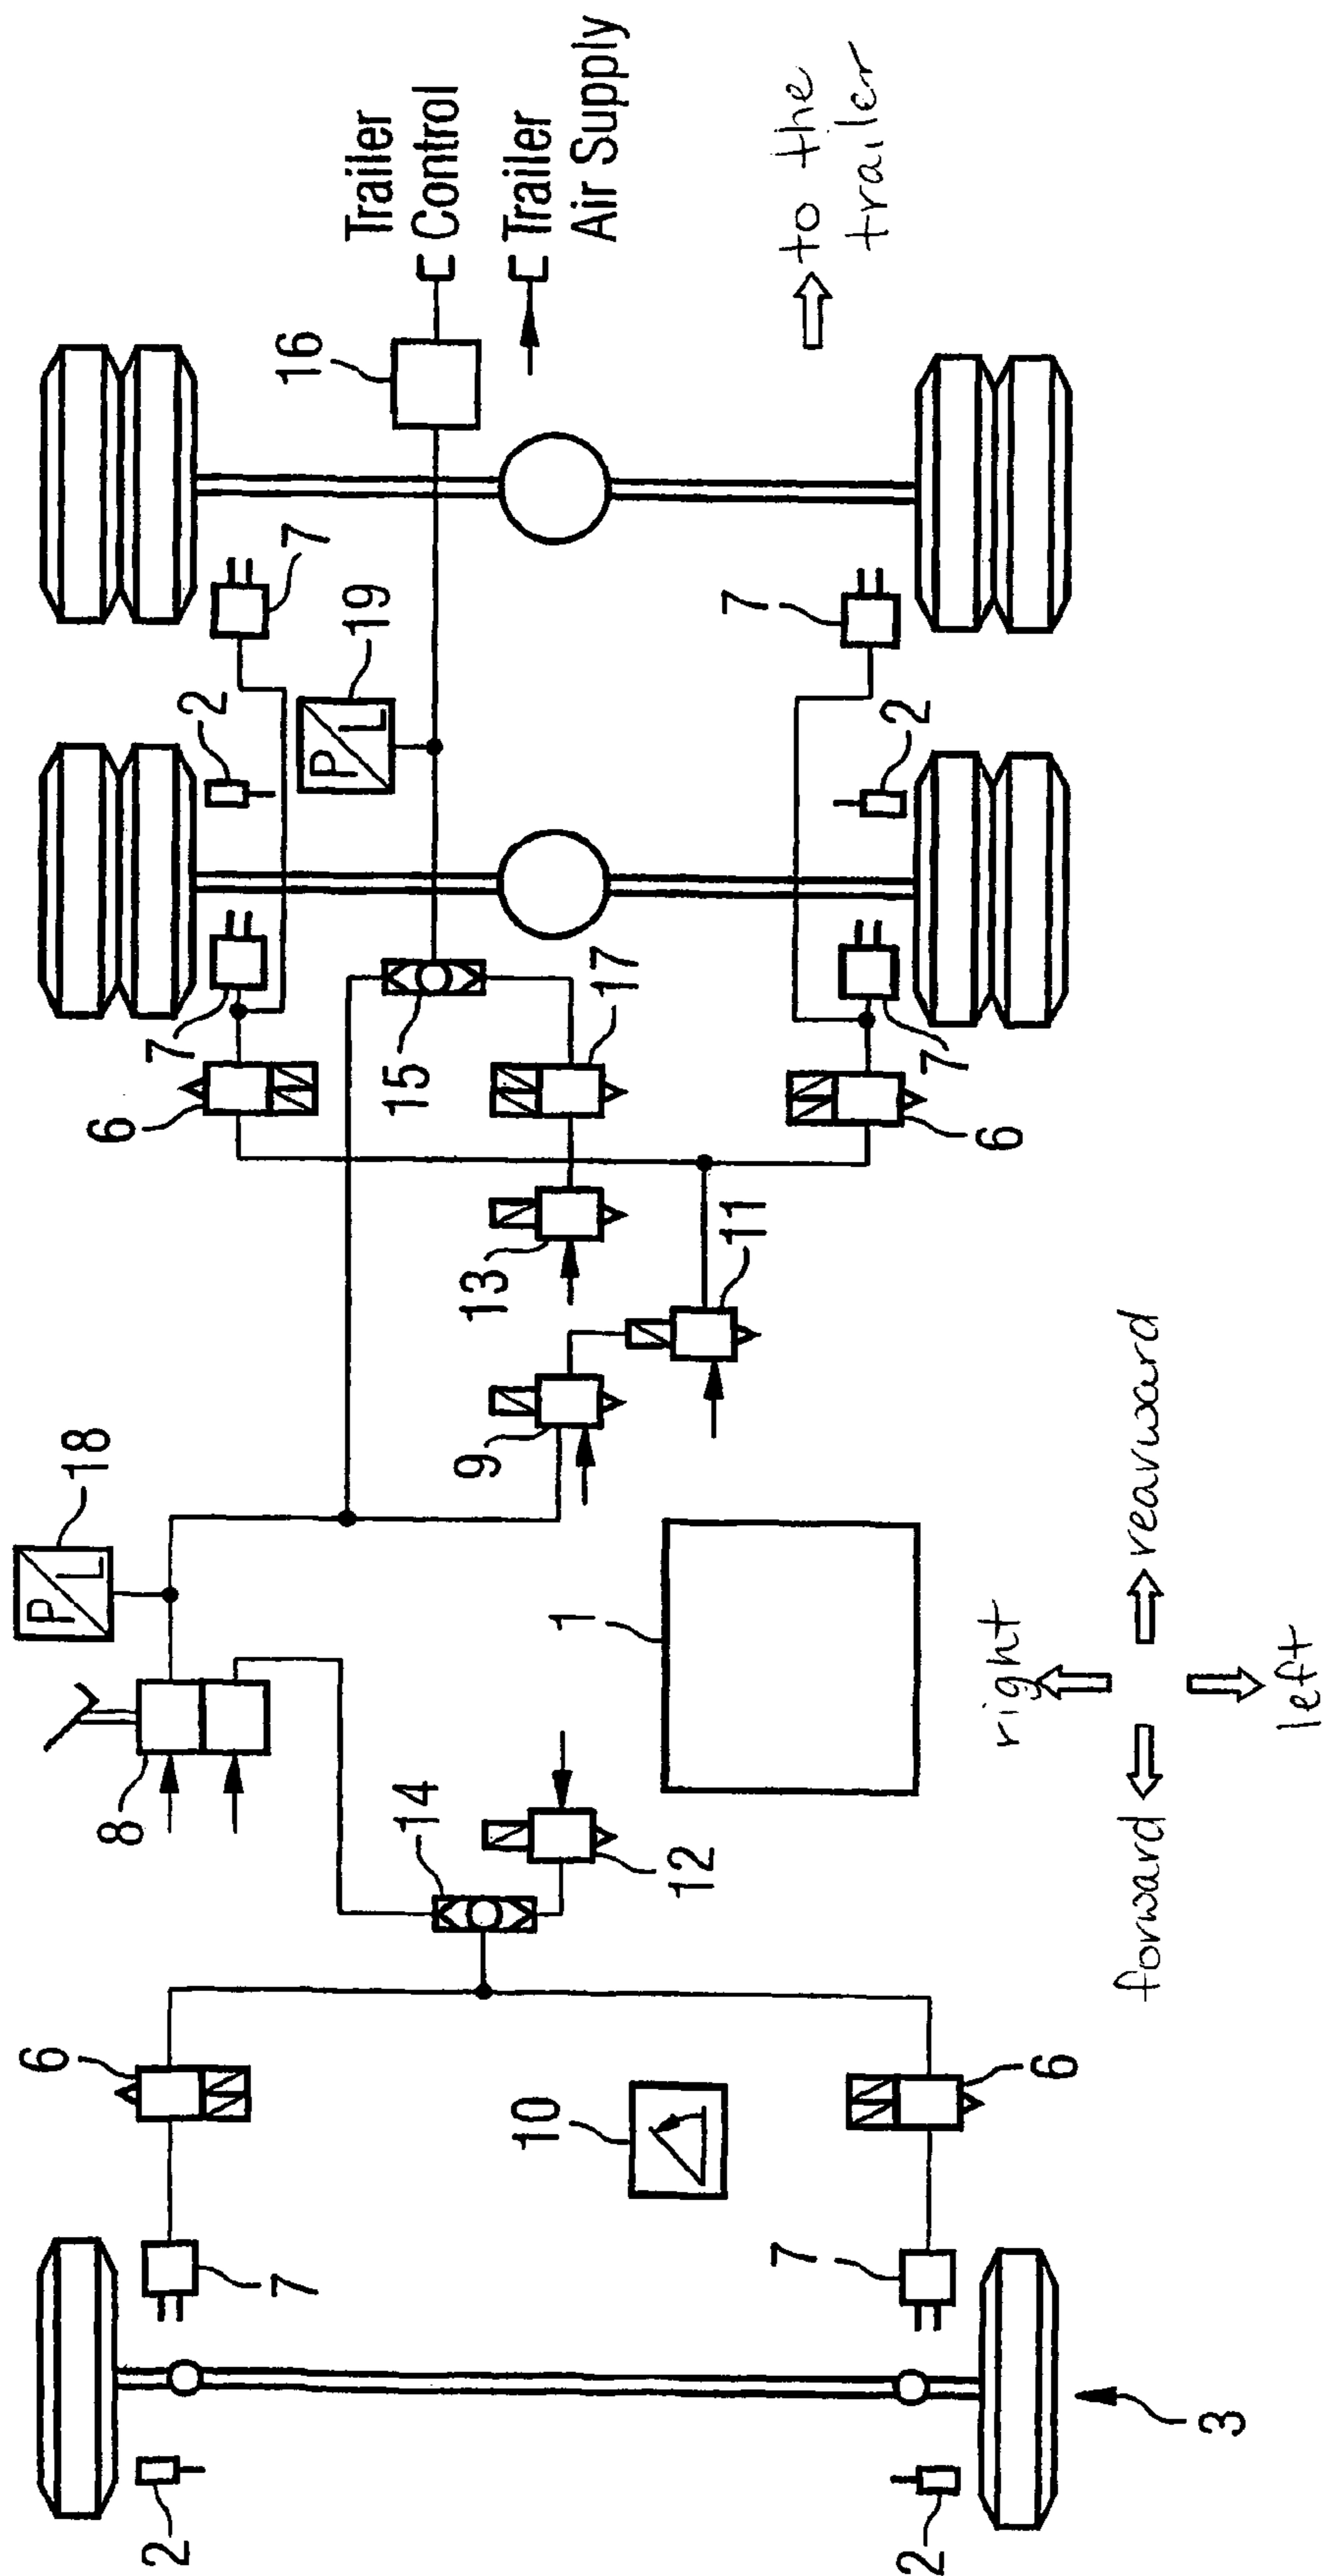 Trailer
Control
Trailer
Air Supply
to the
trailer
16
7
19
P/L
2
7
2
7
15
17
6
7
6
13
11
9
18
P/L
8
1
14
12
right
rearward
forward
left
6
10
6
7
7
2
2
3